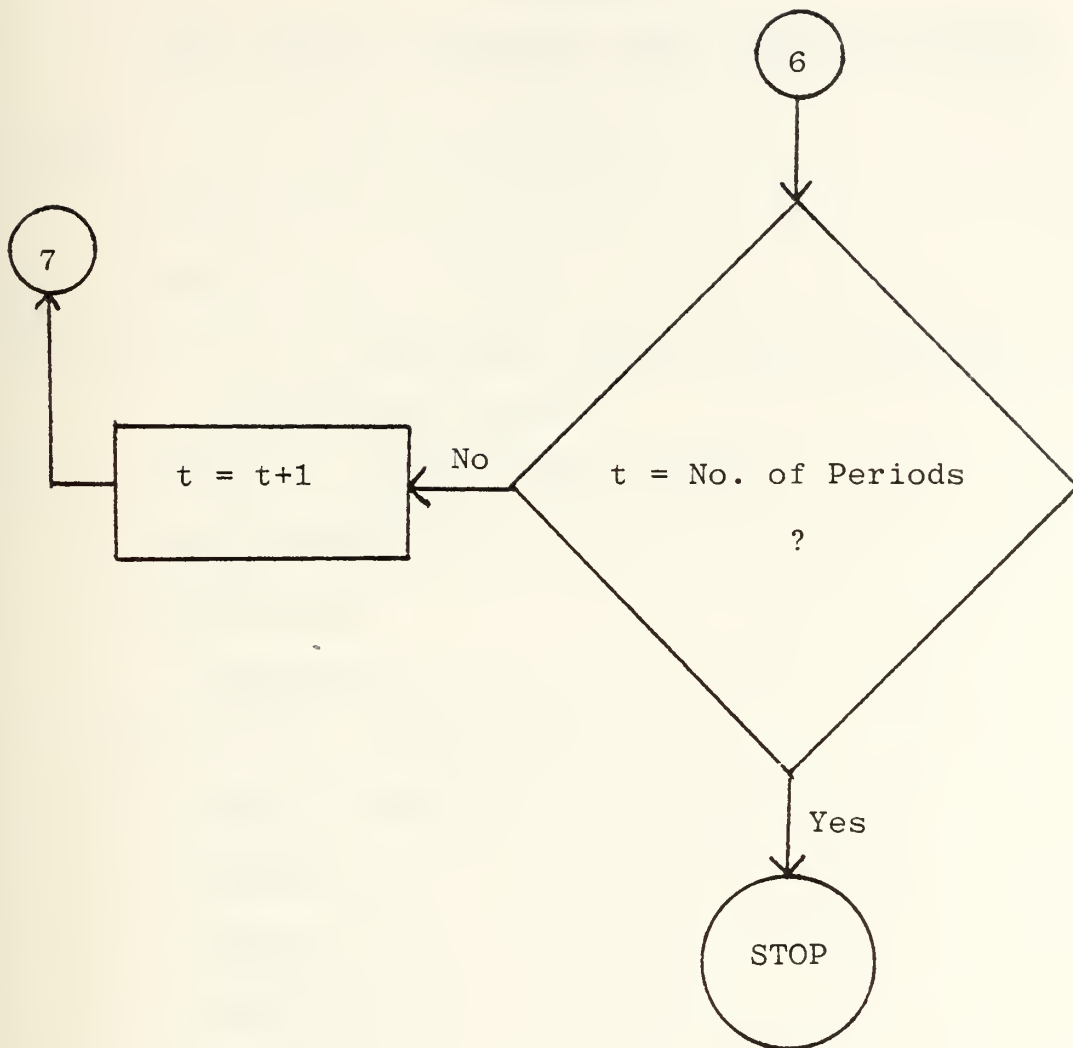 6
7
No
t = t+1
t = No. of Periods
?
Yes
STOP